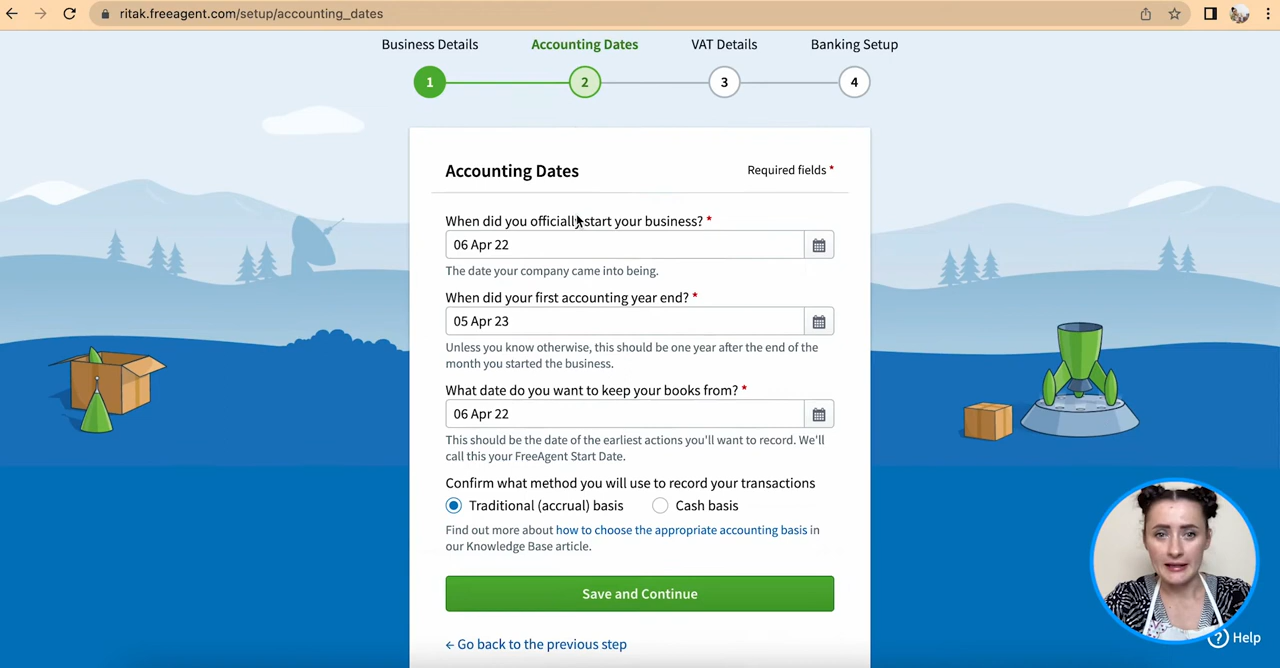 ritak.freeagent.com/setup/accounting_dates
Business Details
Accounting Dates
VAT Details
Banking Setup
1
2
3
4
Accounting Dates
Required fields *
When did you officially start your business? *
06 Apr 22
The date your company came into being.
When did your first accounting year end? *
05 Apr 23
Unless you know otherwise, this should be one year after the end of the
month you started the business.
What date do you want to keep your books from? *
06 Apr 22
This should be the date of the earliest actions you'll want to record. We'll
call this your FreeAgent Start Date.
Confirm what method you will use to record your transactions
Traditional (accrual) basis
Cash basis
Find out more about how to choose the appropriate accounting basis in
our Knowledge Base article.
Save and Continue
← Go back to the previous step
? Help